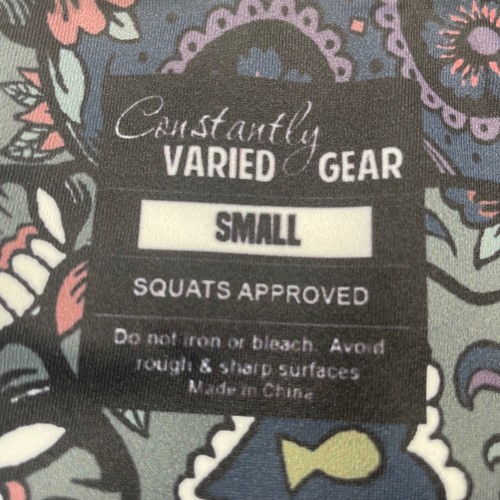 Constantly
VARIED GEAR
SMALL
SQUATS APPROVED
Do not iron or bleach. Avoid
rough & sharp surfaces
Made in China